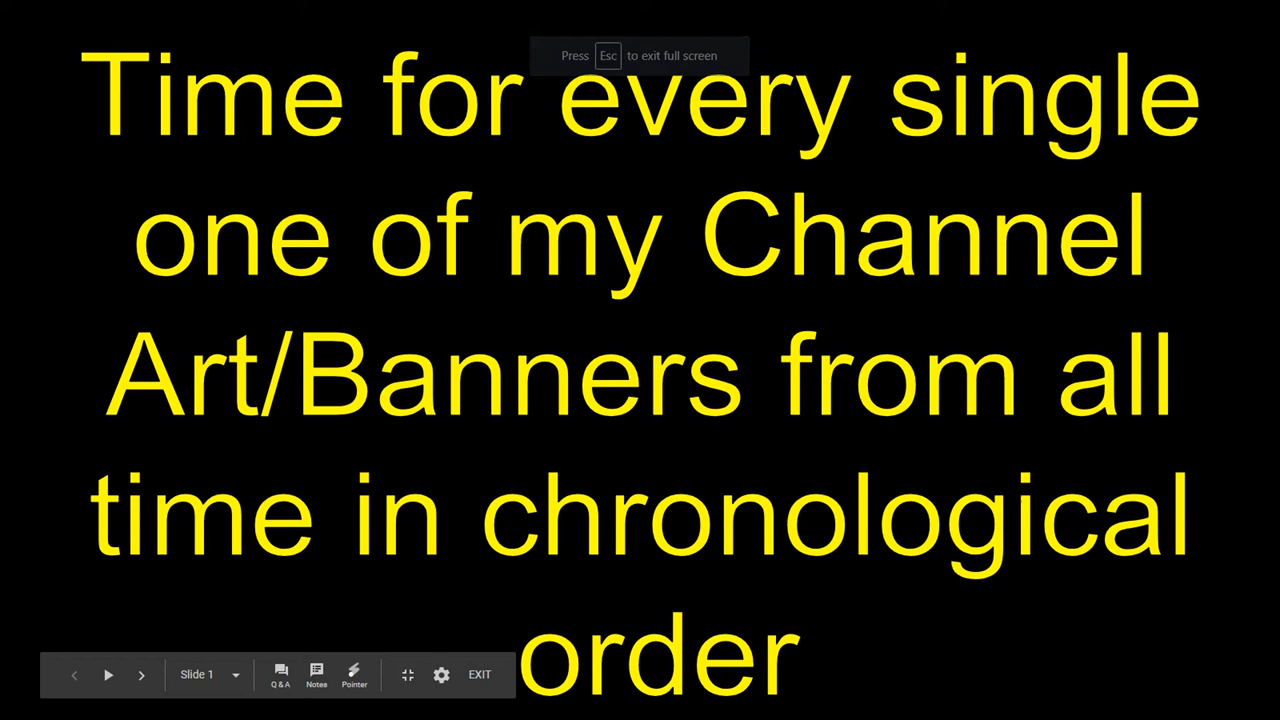 Press Esc to exit full screen
Time for every single
one of my Channel
Art/Banners from all
time in chronological
order
Slide 1 Q & A Notes Pointer EXIT